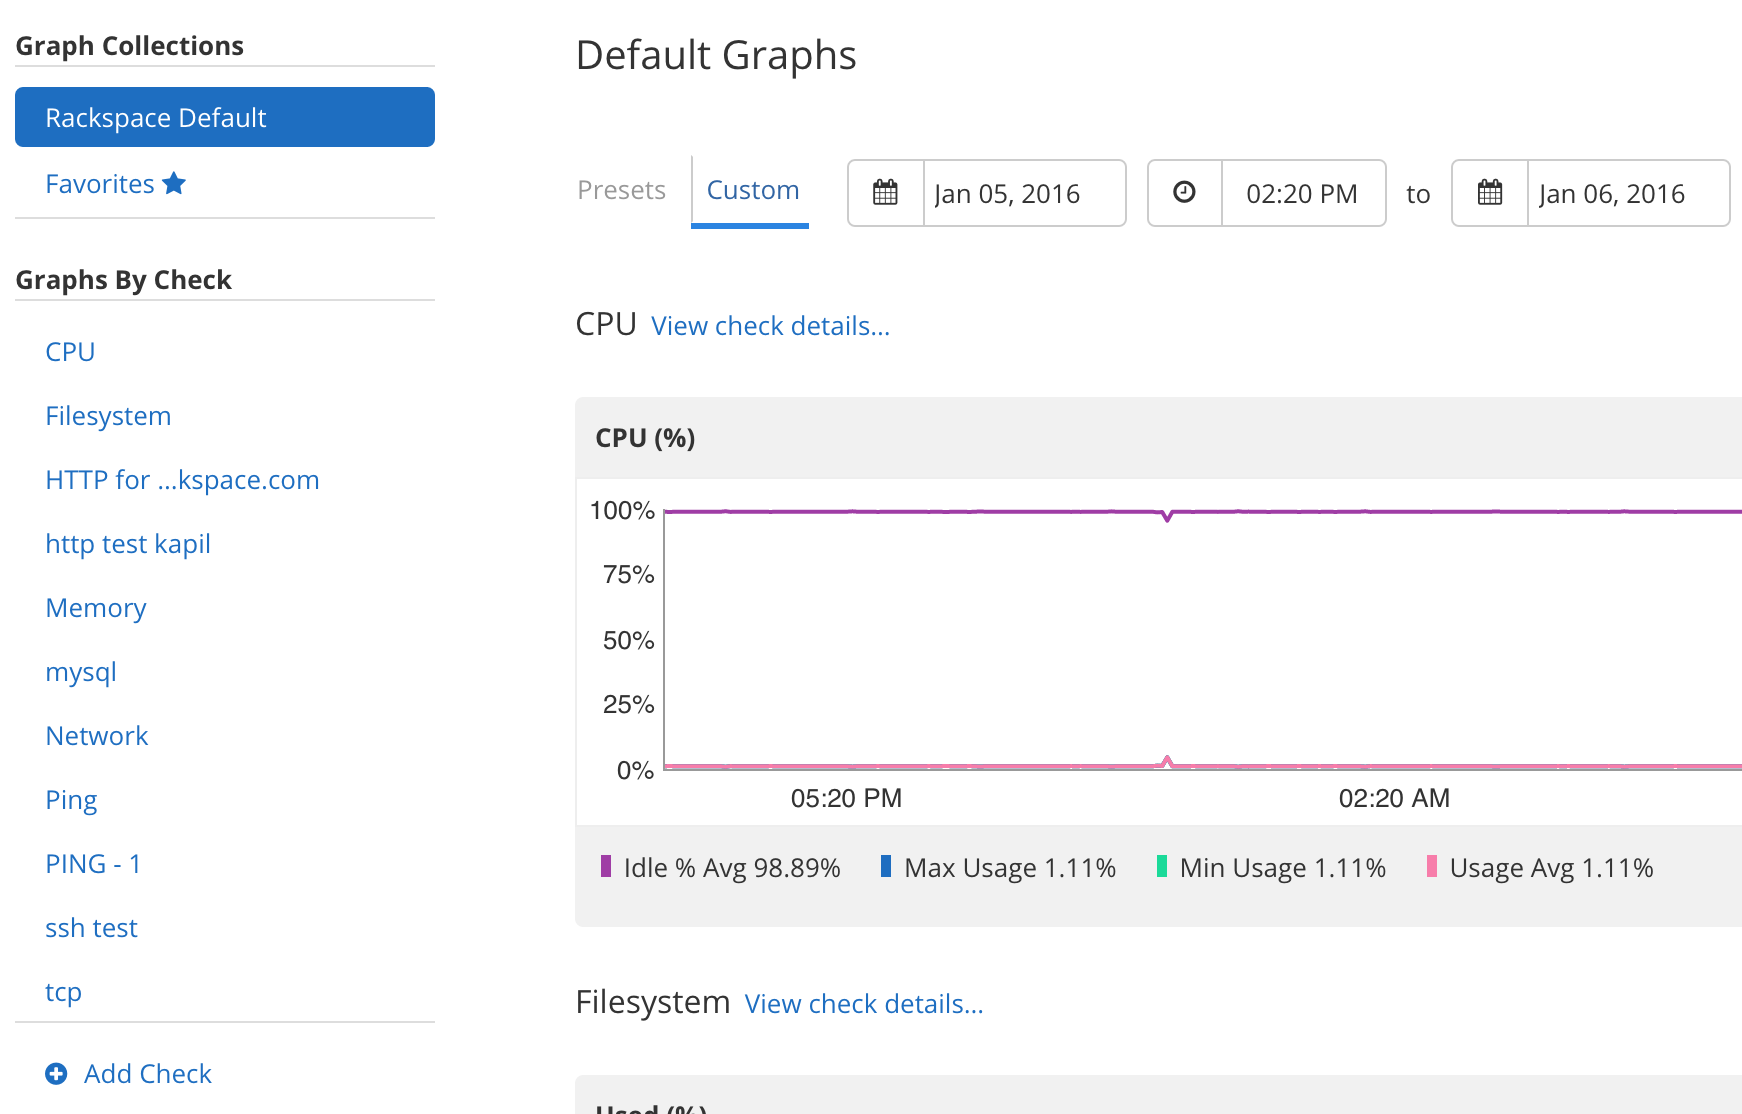 Graph Collections
Rackspace Default
Favorites
Graphs By Check
CPU
Filesystem
HTTP for ...kspace.com
http test kapil
Memory
mysql
Network
Ping
PING - 1
ssh test
tcp
Add Check
Default Graphs
Presets Custom Jan 05, 2016 02:20 PM to Jan 06, 2016
CPU View check details...
CPU (%)
100%
75%
50%
25%
0%
05:20 PM 02:20 AM
Idle % Avg 98.89% Max Usage 1.11% Min Usage 1.11% Usage Avg 1.11%
Filesystem View check details...
Used (%)